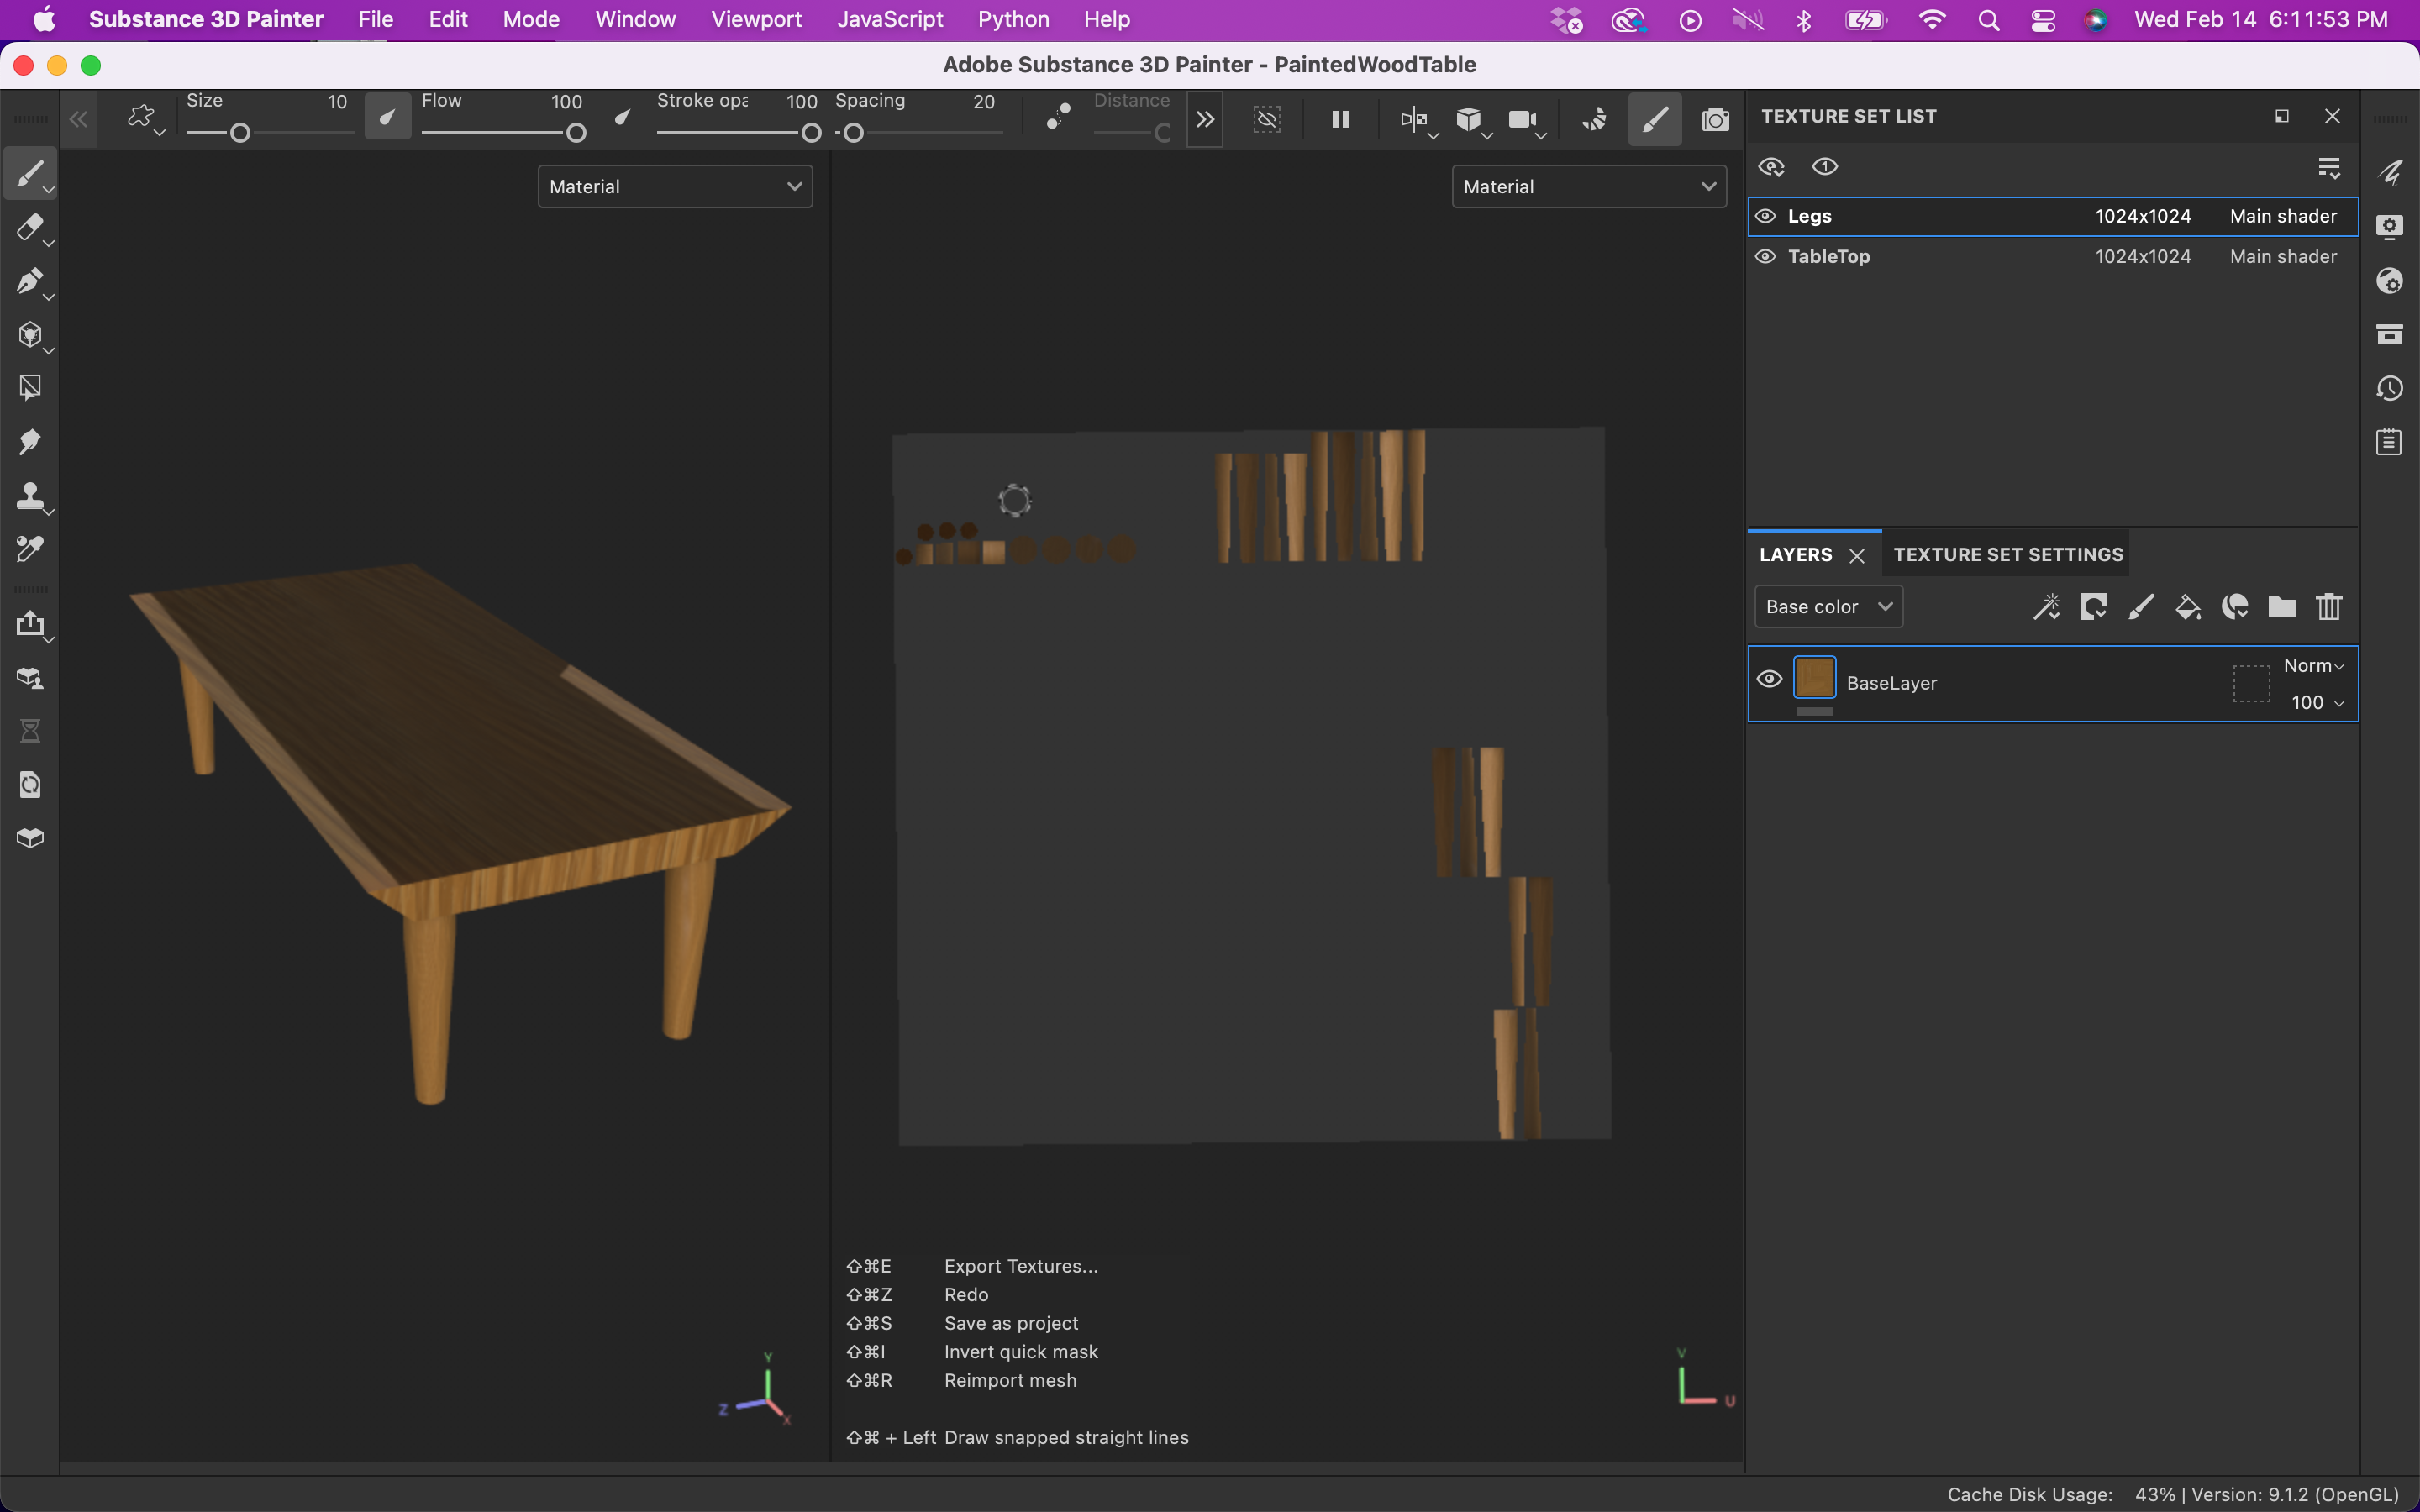 Substance 3D Painter File Edit Mode Window Viewport JavaScript Python Help Wed Feb 14 6:11:53 PM
Adobe Substance 3D Painter - PaintedWoodTable
Size 10 Flow 100 Stroke opa 100 Spacing 20 Distance
Material
Material
TEXTURE SET LIST
1
Legs 1024x1024 Main shader
TableTop 1024x1024 Main shader
LAYERS TEXTURE SET SETTINGS
Base color
BaseLayer Norm
100
⇧⌘E Export Textures...
⇧⌘Z Redo
⇧⌘S Save as project
⇧⌘I Invert quick mask
⇧⌘R Reimport mesh
⇧⌘ + Left Draw snapped straight lines
Y
Z
X
V
U
Cache Disk Usage: 43% | Version: 9.1.2 (OpenGL)